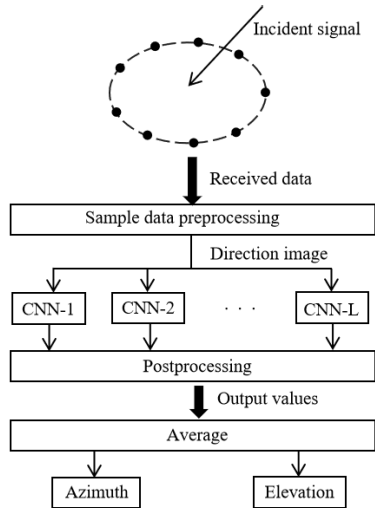 Incident signal
Received data
Sample data preprocessing
Direction image
CNN-1 CNN-2 . . . CNN-L
Postprocessing
Output values
Average
Azimuth Elevation